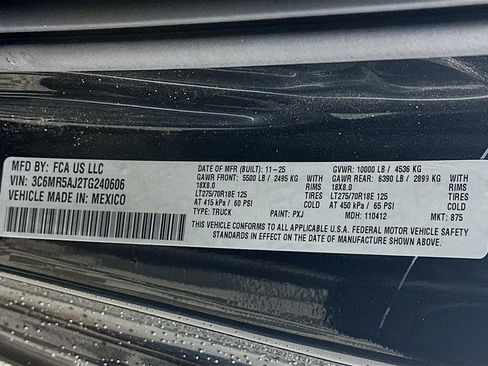 MFD BY: FCA US LLC
VIN: 3C6MR5AJ2TG240606
VEHICLE MADE IN: MEXICO
DATE OF MFR (BUILT): 11-25 GVWR: 10000 LB / 4536 KG
GAWR FRONT: 5500 LB / 2495 KG GAWR REAR: 6390 LB / 2899 KG
18X8.0 RIMS 18X8.0 RIMS
LT275/70R18E 125 TIRES LT275/70R18E 125 TIRES
AT 415 kPa / 60 PSI COLD AT 450 kPa / 65 PSI COLD
TYPE: TRUCK PAINT: PXJ MDH: 110412 MKT: 875
THIS VEHICLE CONFORMS TO ALL APPLICABLE U.S.A. FEDERAL MOTOR VEHICLE SAFETY
STANDARDS IN EFFECT ON THE DATE OF MANUFACTURE SHOWN ABOVE.